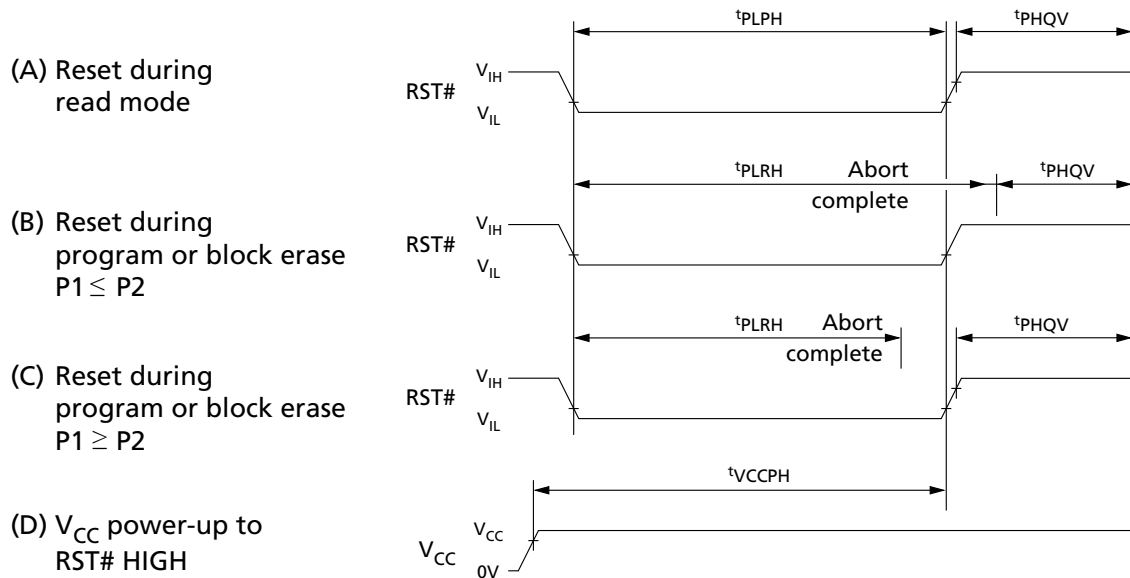 tPLPH
tPHQV
(A) Reset during
read mode
RST#
VIH
VIL
tPLRH
Abort
complete
tPHQV
(B) Reset during
program or block erase
P1 ≤ P2
RST#
VIH
VIL
tPLRH
Abort
complete
tPHQV
(C) Reset during
program or block erase
P1 ≥ P2
RST#
VIH
VIL
tVCCPH
(D) VCC power-up to
RST# HIGH
VCC
VCC
0V